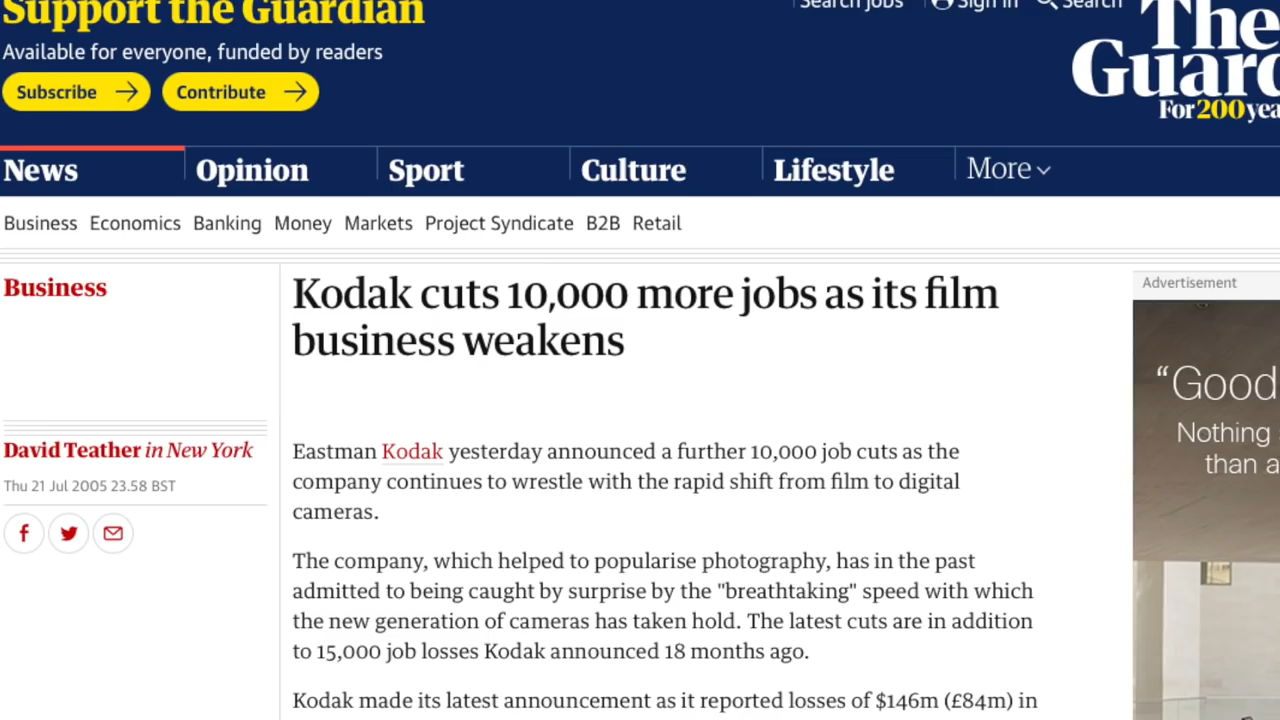 Support the Guardian
Available for everyone, funded by readers
Subscribe
Contribute
Search jobs
Sign in
Search
The
Guard
For 200 yea
News
Opinion
Sport
Culture
Lifestyle
More
Business Economics Banking Money Markets Project Syndicate B2B Retail
Business
Kodak cuts 10,000 more jobs as its film
business weakens
David Teather in New York
Thu 21 Jul 2005 23.58 BST
Eastman Kodak yesterday announced a further 10,000 job cuts as the
company continues to wrestle with the rapid shift from film to digital
cameras.
The company, which helped to popularise photography, has in the past
admitted to being caught by surprise by the "breathtaking" speed with which
the new generation of cameras has taken hold. The latest cuts are in addition
to 15,000 job losses Kodak announced 18 months ago.
Kodak made its latest announcement as it reported losses of $146m (£84m) in
Advertisement
“Good
Nothing
than a